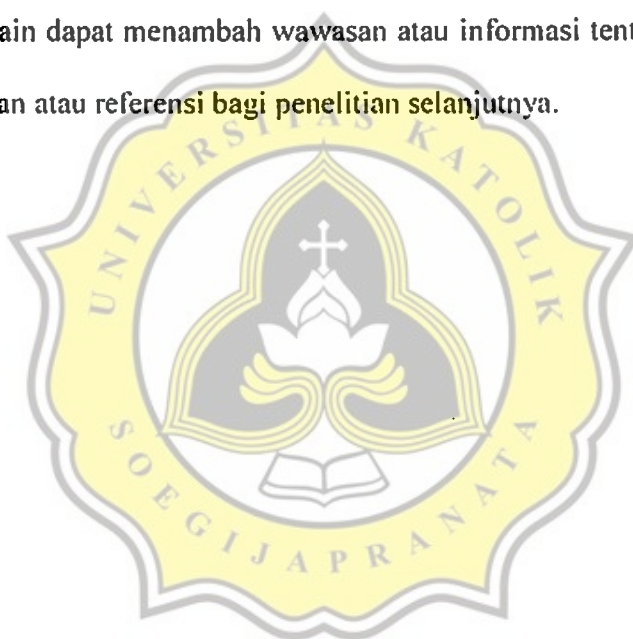 ain dapat menambah wawasan atau informasi tent
an atau referensi bagi penelitian selanjutnya.
UNIVERSITAS KATOLIK
SOEGIJAPRANATA